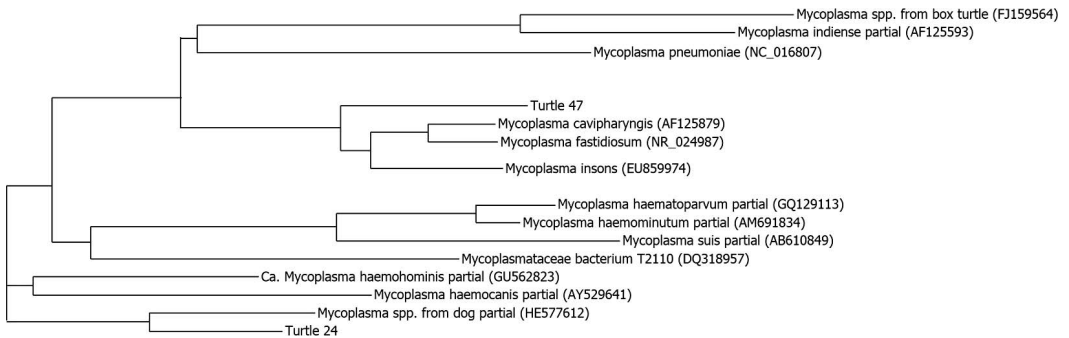 Mycoplasma spp. from box turtle (FJ159564)
Mycoplasma indiense partial (AF125593)
Mycoplasma pneumoniae (NC_016807)
Turtle 47
Mycoplasma cavipharyngis (AF125879)
Mycoplasma fastidiosum (NR_024987)
Mycoplasma insons (EU859974)
Mycoplasma haematoparvum partial (GQ129113)
Mycoplasma haemominutum partial (AM691834)
Mycoplasma suis partial (AB610849)
Mycoplasmataceae bacterium T2110 (DQ318957)
Ca. Mycoplasma haemohominis partial (GU562823)
Mycoplasma haemocanis partial (AY529641)
Mycoplasma spp. from dog partial (HE577612)
Turtle 24